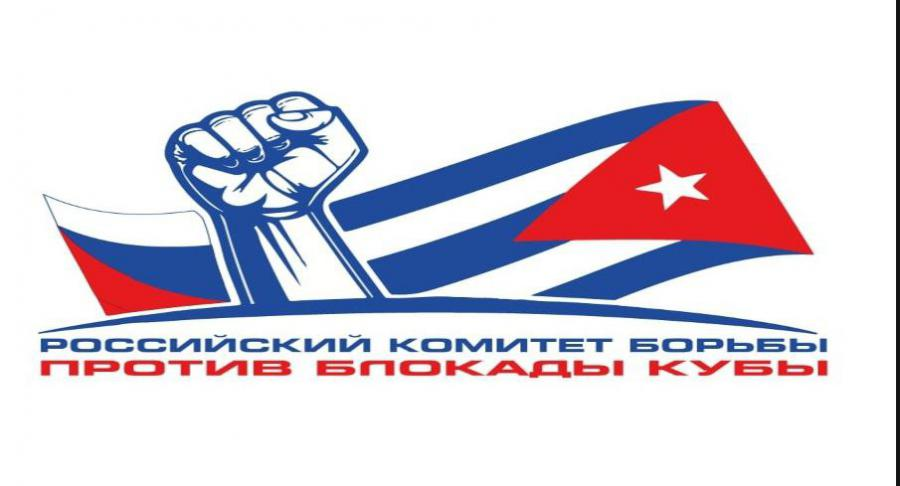 РОССИЙСКИЙ КОМИТЕТ БОРЬБЫ
ПРОТИВ БЛОКАДЫ КУБЫ